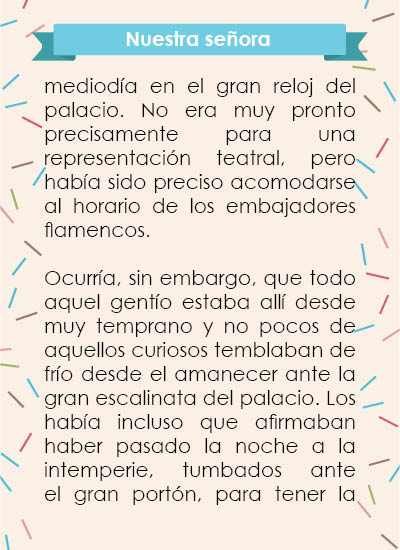 Nuestra señora
mediodía en el gran reloj del
palacio. No era muy pronto
precisamente para una
representación teatral, pero
había sido preciso acomodarse
al horario de los embajadores
flamencos.
Ocurría, sin embargo, que todo
aquel gentío estaba allí desde
muy temprano y no pocos de
aquellos curiosos temblaban de
frío desde el amanecer ante la
gran escalinata del palacio. Los
había incluso que afirmaban
haber pasado la noche a la
intemperie, tumbados ante
el gran portón, para tener la